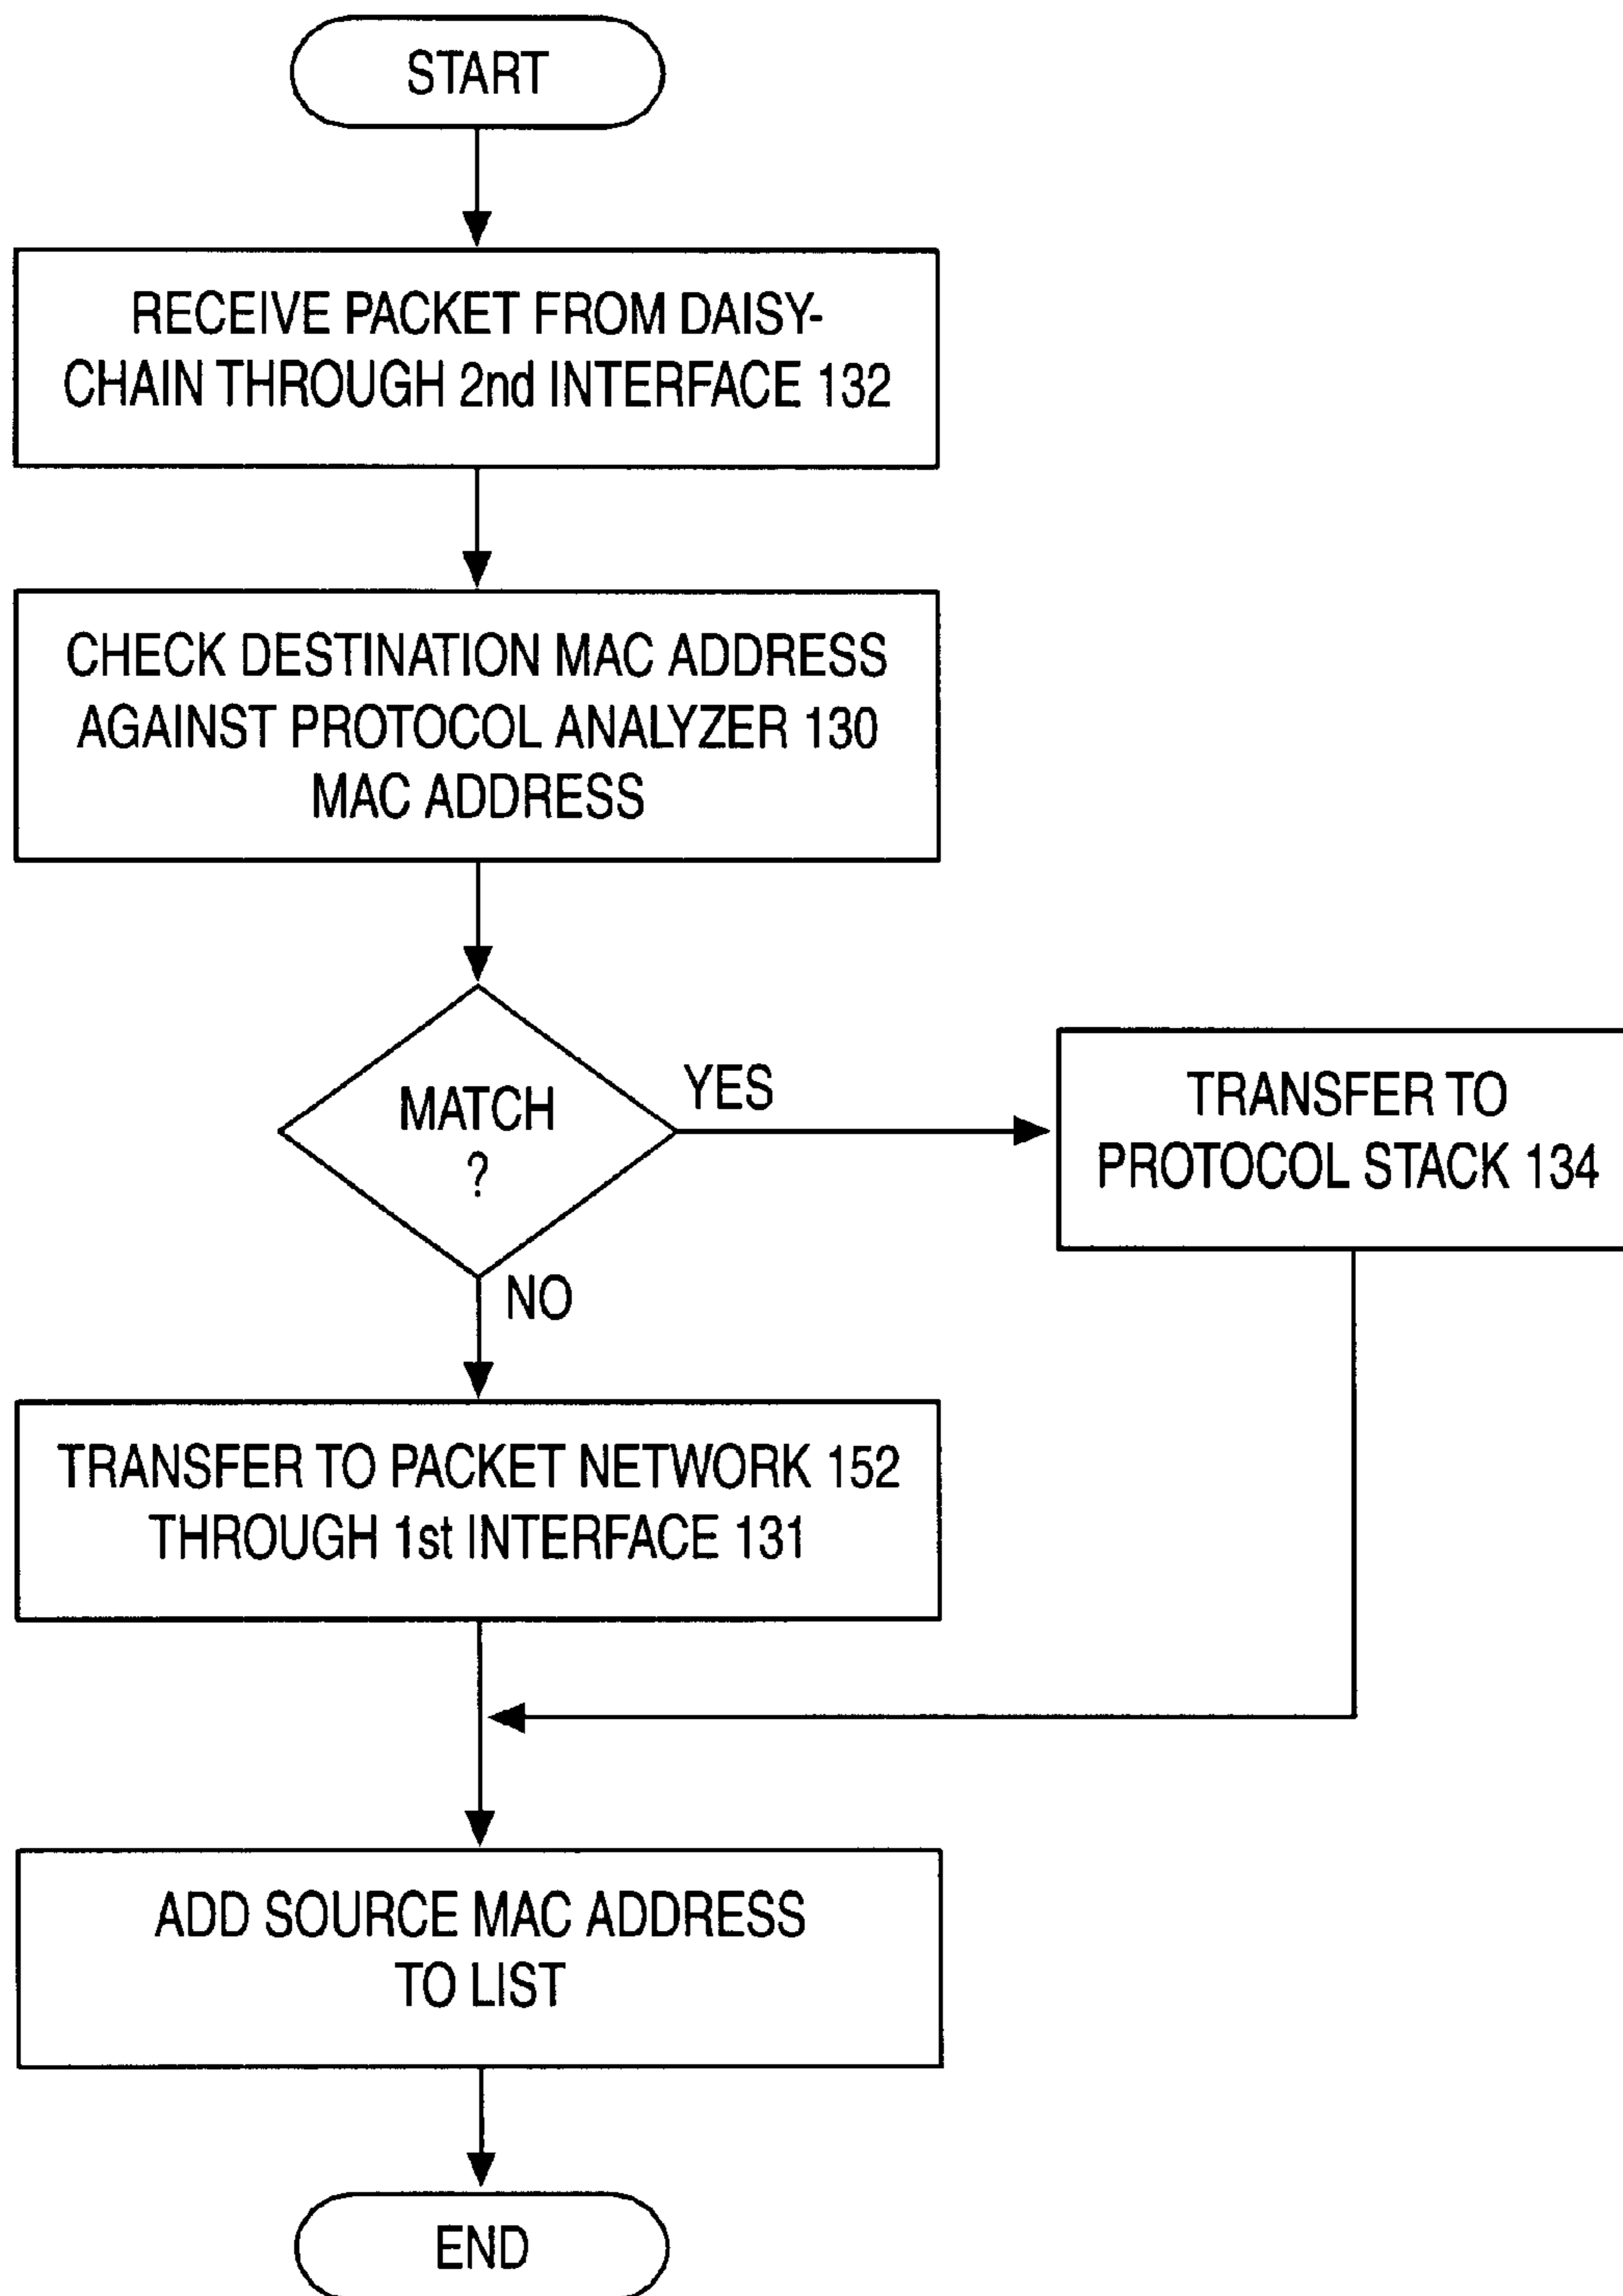 START
RECEIVE PACKET FROM DAISY-
CHAIN THROUGH 2nd INTERFACE 132
CHECK DESTINATION MAC ADDRESS
AGAINST PROTOCOL ANALYZER 130
MAC ADDRESS
MATCH
?
YES
TRANSFER TO
PROTOCOL STACK 134
NO
TRANSFER TO PACKET NETWORK 152
THROUGH 1st INTERFACE 131
ADD SOURCE MAC ADDRESS
TO LIST
END